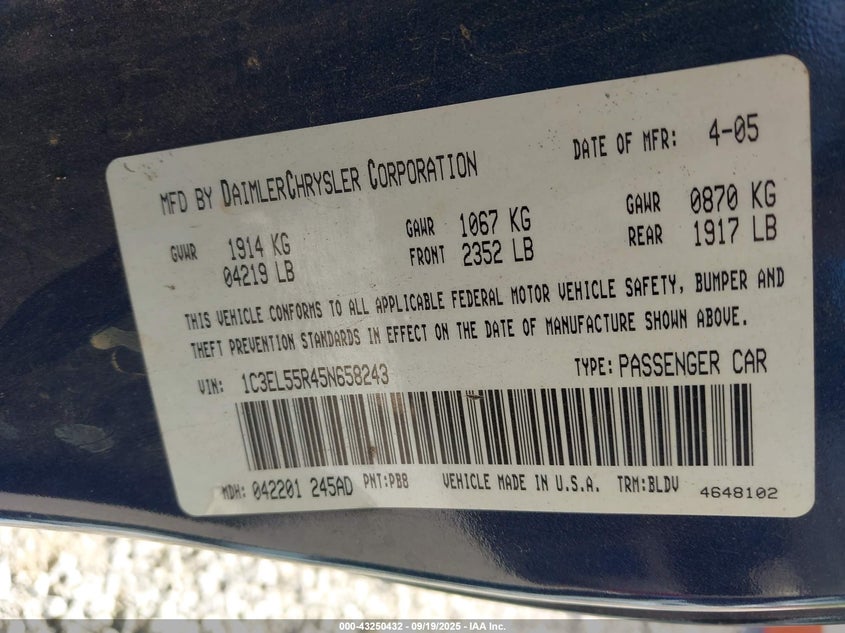 MFD BY DAIMLERCHRYSLER CORPORATION
DATE OF MFR: 4-05
GVWR 1914 KG
04219 LB
GAWR 1067 KG
FRONT 2352 LB
GAWR 0870 KG
REAR 1917 LB
THIS VEHICLE CONFORMS TO ALL APPLICABLE FEDERAL MOTOR VEHICLE SAFETY, BUMPER AND
THEFT PREVENTION STANDARDS IN EFFECT ON THE DATE OF MANUFACTURE SHOWN ABOVE.
VIN: 1C3EL55R45N658243
TYPE: PASSENGER CAR
MDH: 042201 245AD
PNT:PB8
VEHICLE MADE IN U.S.A.
TRM:BLDV
4648102
000-43250432 - 09/19/2025 - IAA Inc.